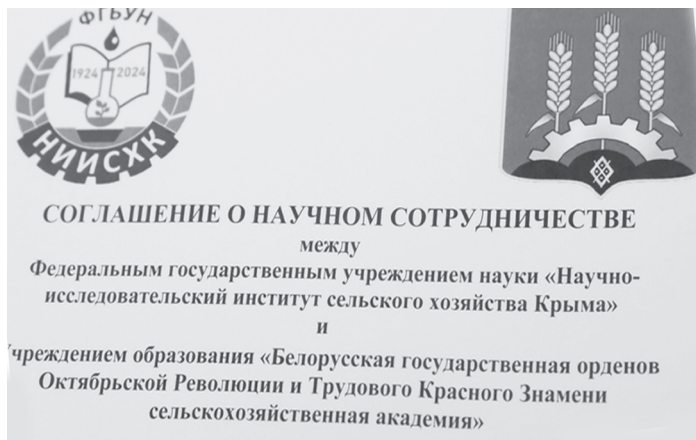 ФГБУН
1924 2024
НИИСХК
СОГЛАШЕНИЕ О НАУЧНОМ СОТРУДНИЧЕСТВЕ
между
Федеральным государственным учреждением науки «Научно-
исследовательский институт сельского хозяйства Крыма»
и
Учреждением образования «Белорусская государственная орденов
Октябрьской Революции и Трудового Красного Знамени
сельскохозяйственная академия»